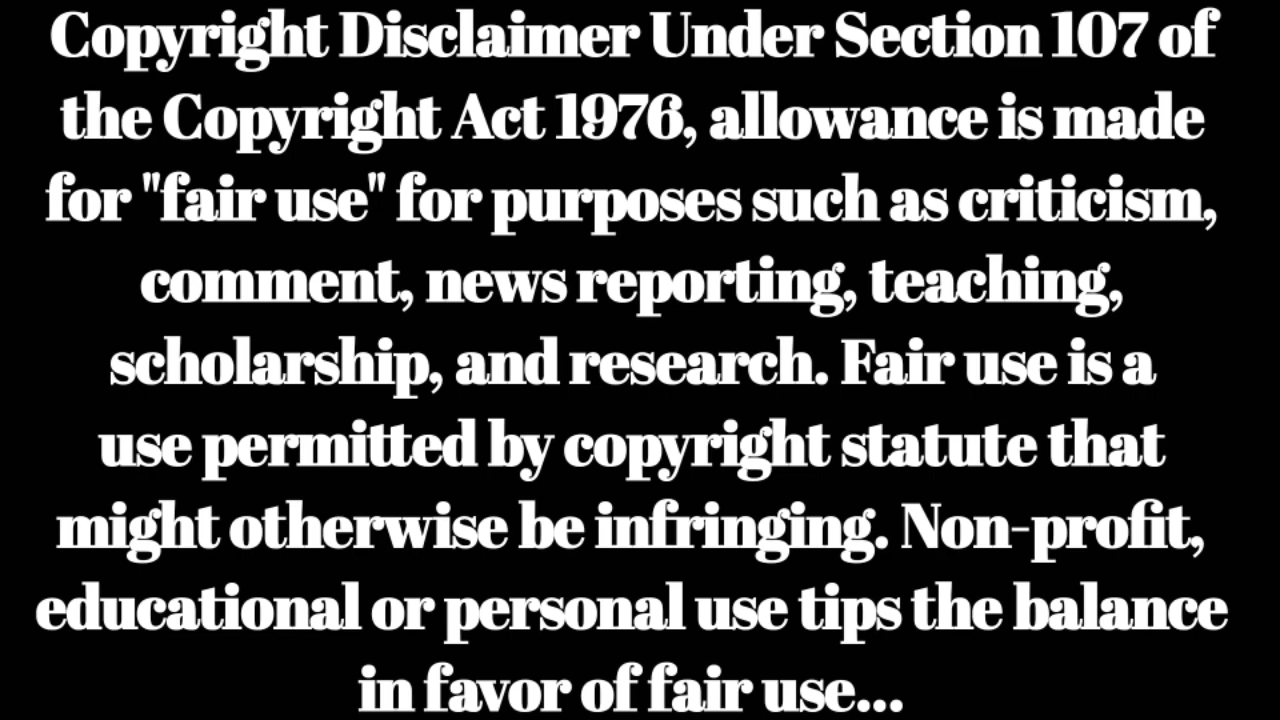 Copyright Disclaimer Under Section 107 of
the Copyright Act 1976, allowance is made
for "fair use" for purposes such as criticism,
comment, news reporting, teaching,
scholarship, and research. Fair use is a
use permitted by copyright statute that
might otherwise be infringing. Non-profit,
educational or personal use tips the balance
in favor of fair use...